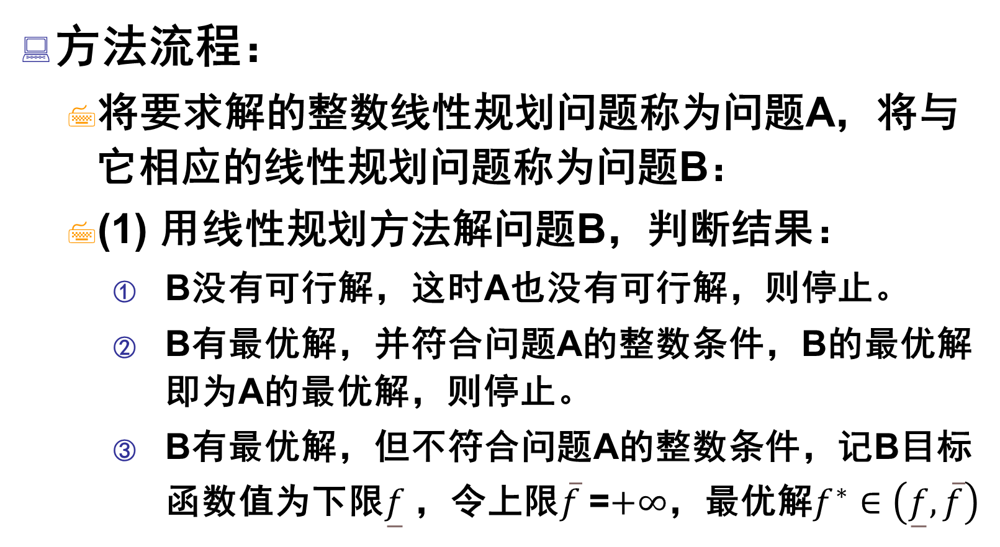 方法流程：
将要求解的整数线性规划问题称为问题A，将与
它相应的线性规划问题称为问题B：
(1) 用线性规划方法解问题B，判断结果：
① B没有可行解，这时A也没有可行解，则停止。
② B有最优解，并符合问题A的整数条件，B的最优解
即为A的最优解，则停止。
③ B有最优解，但不符合问题A的整数条件，记B目标
函数值为下限f̲，令上限f̅=+∞，最优解f*∈(f̲,f̅)